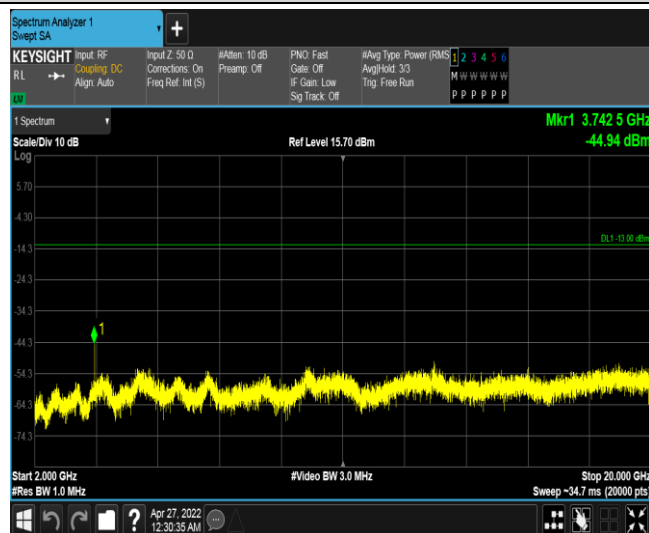 Spectrum Analyzer 1
Swept SA
+
KEYSIGHT Input: RF Input Z: 50 Ω #Atten: 10 dB PNO: Fast #Avg Type: Power (RMS 1 2 3 4 5 6
RL Coupling: DC Corrections: On Preamp: Off Gate: Off Avg|Hold: 3/3 M W W W W W
Align: Auto Freq Ref: Int (S) IF Gain: Low Trig: Free Run
Sig Track: Off P P P P P P
1 Spectrum
Mkr1 3.742 5 GHz
Scale/Div 10 dB Ref Level 15.70 dBm -44.94 dBm
Log
5.70
-4.30
DL1 -13.00 dBm
-14.3
-24.3
-34.3
1
-44.3
-54.3
-64.3
-74.3
Start 2.000 GHz #Video BW 3.0 MHz Stop 20.000 GHz
#Res BW 1.0 MHz Sweep ~34.7 ms (20000 pts)
? Apr 27, 2022
12:30:35 AM